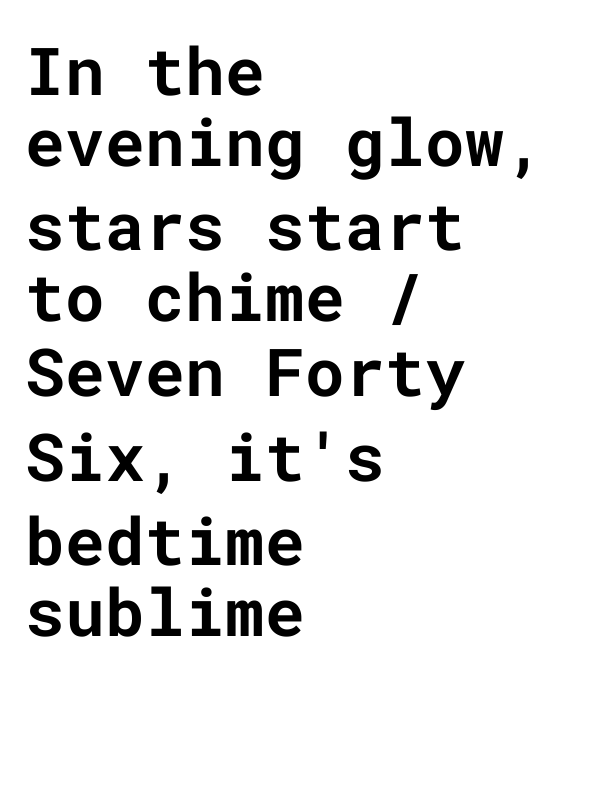 In the
evening glow,
stars start
to chime /
Seven Forty
Six, it's
bedtime
sublime